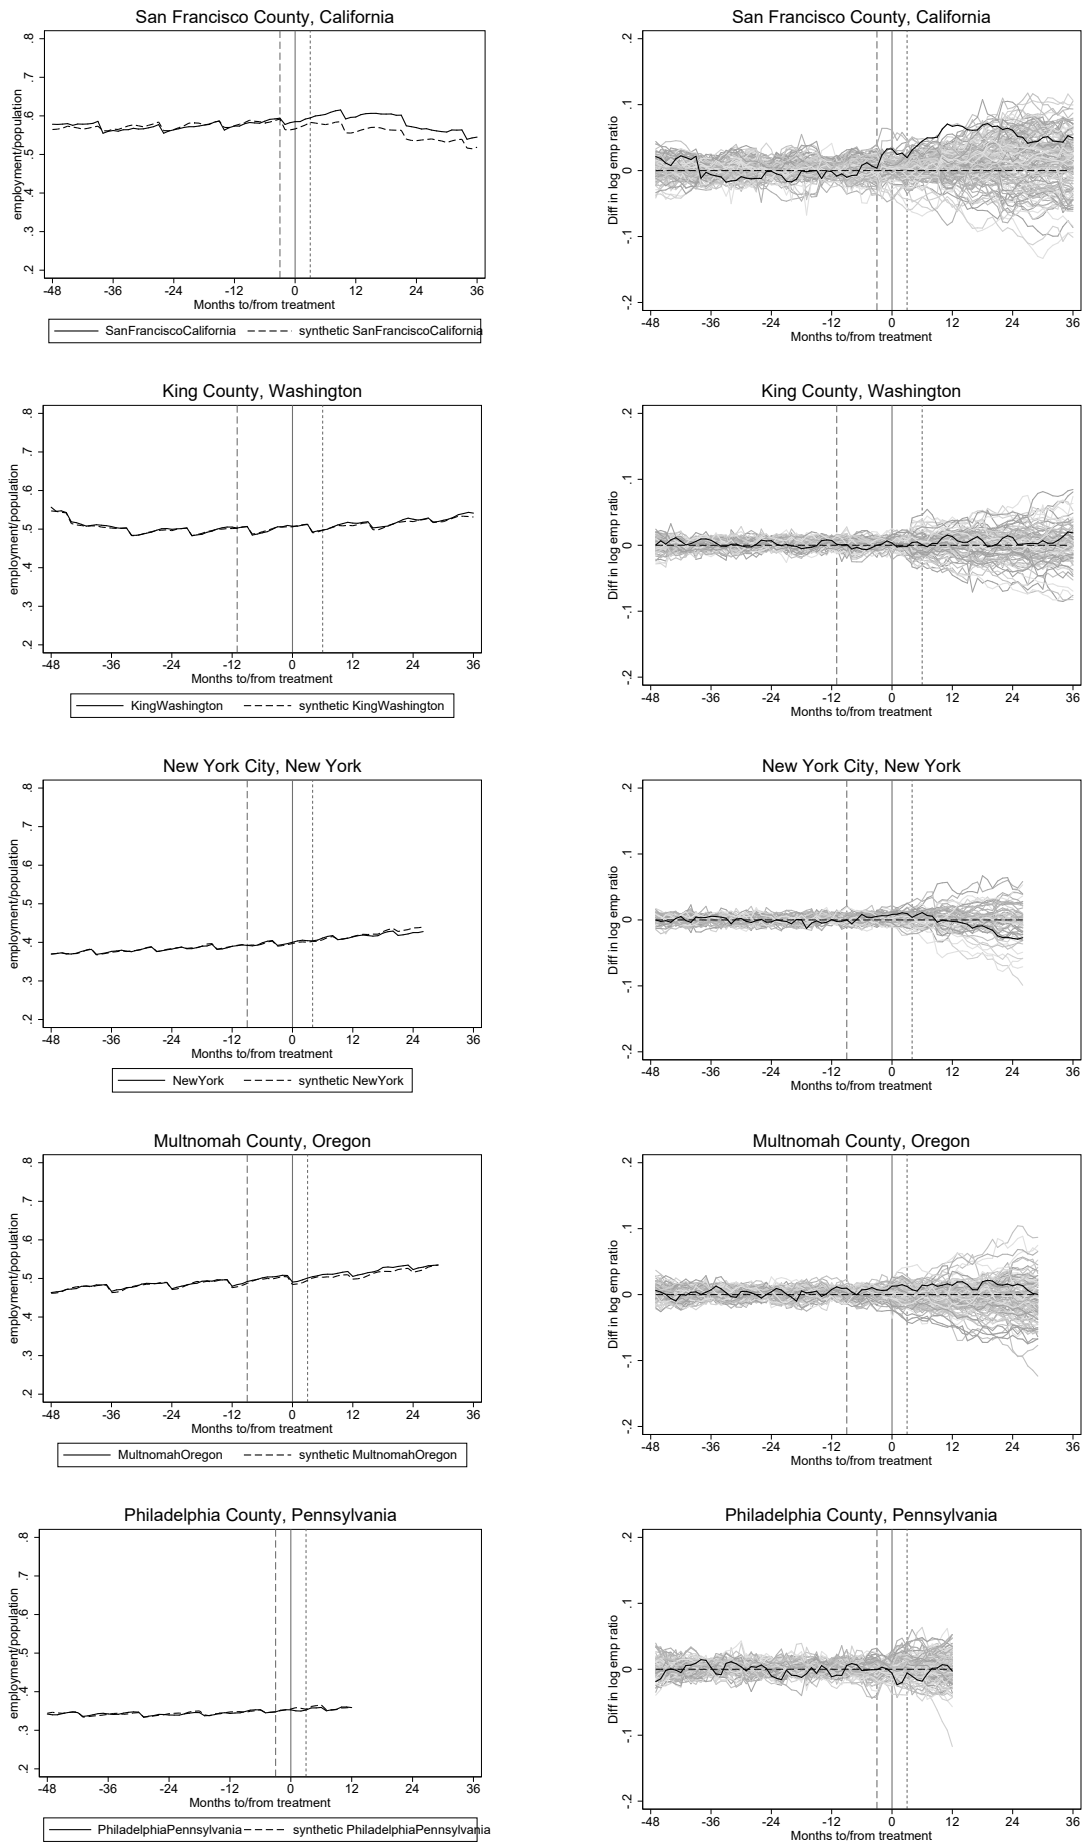 San Francisco County, California
employment/population
.2 .3 .4 .5 .6 .7 .8
-48 -36 -24 -12 0 12 24 36
Months to/from treatment
SanFranciscoCalifornia synthetic SanFranciscoCalifornia
San Francisco County, California
Diff in log emp ratio
-.2 -.1 0 .1 .2
-48 -36 -24 -12 0 12 24 36
Months to/from treatment
King County, Washington
employment/population
.2 .3 .4 .5 .6 .7 .8
-48 -36 -24 -12 0 12 24 36
Months to/from treatment
KingWashington synthetic KingWashington
King County, Washington
Diff in log emp ratio
-.2 -.1 0 .1 .2
-48 -36 -24 -12 0 12 24 36
Months to/from treatment
New York City, New York
employment/population
.2 .3 .4 .5 .6 .7 .8
-48 -36 -24 -12 0 12 24 36
Months to/from treatment
NewYork synthetic NewYork
New York City, New York
Diff in log emp ratio
-.2 -.1 0 .1 .2
-48 -36 -24 -12 0 12 24 36
Months to/from treatment
Multnomah County, Oregon
employment/population
.2 .3 .4 .5 .6 .7 .8
-48 -36 -24 -12 0 12 24 36
Months to/from treatment
MultnomahOregon synthetic MultnomahOregon
Multnomah County, Oregon
Diff in log emp ratio
-.2 -.1 0 .1 .2
-48 -36 -24 -12 0 12 24 36
Months to/from treatment
Philadelphia County, Pennsylvania
employment/population
.2 .3 .4 .5 .6 .7 .8
-48 -36 -24 -12 0 12 24 36
Months to/from treatment
PhiladelphiaPennsylvania synthetic PhiladelphiaPennsylvania
Philadelphia County, Pennsylvania
Diff in log emp ratio
-.2 -.1 0 .1 .2
-48 -36 -24 -12 0 12 24 36
Months to/from treatment